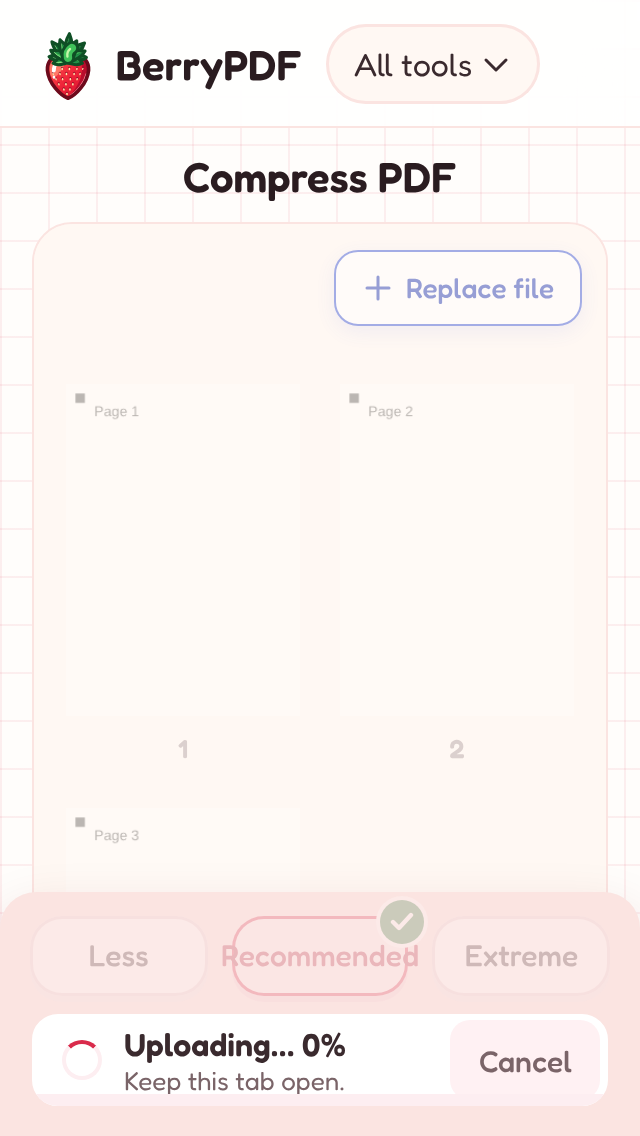 BerryPDF
All tools
Compress PDF
Replace file
Page 1
Page 2
1
2
Page 3
Less
Recommended
Extreme
Uploading... 0%
Keep this tab open.
Cancel